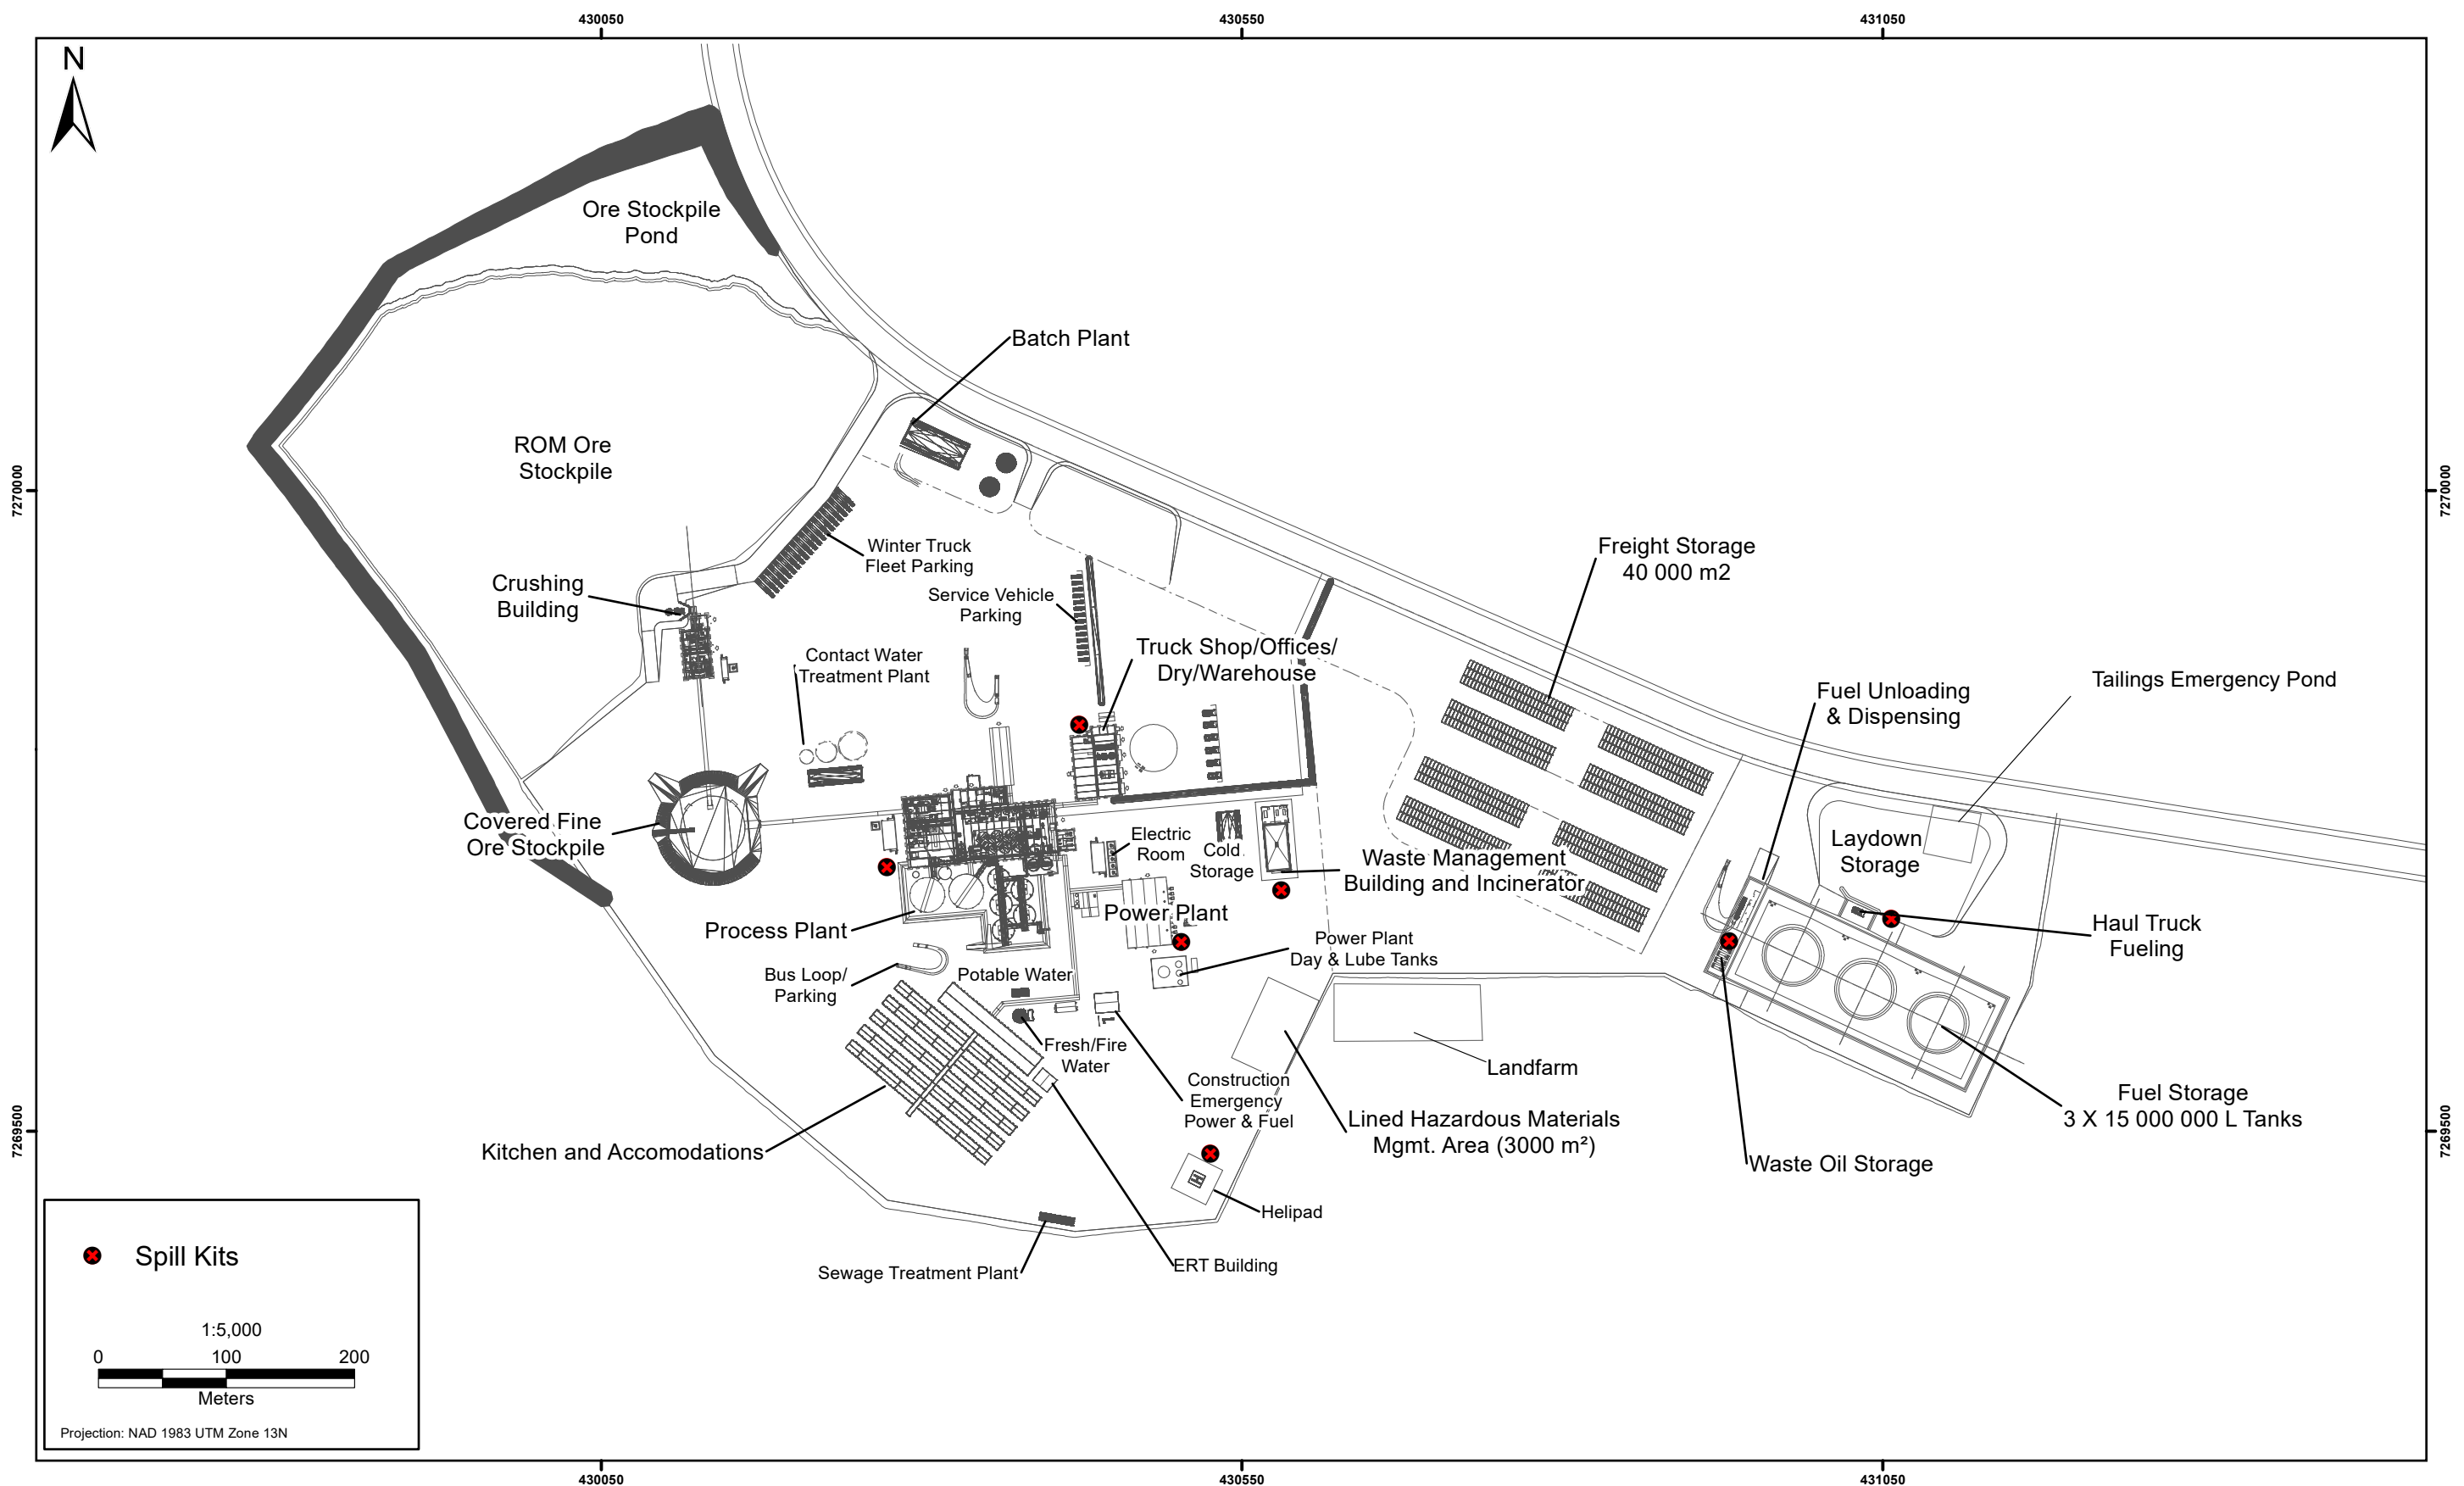 430050
430550
431050
N
Ore Stockpile
Pond
Batch Plant
ROM Ore
Stockpile
7270000
7270000
Winter Truck
Fleet Parking
Freight Storage
40 000 m2
Crushing
Building
Service Vehicle
Parking
Contact Water
Treatment Plant
Truck Shop/Offices/
Dry/Warehouse
Tailings Emergency Pond
Fuel Unloading
& Dispensing
Covered Fine
Ore Stockpile
Electric
Room
Cold
Storage
Waste Management
Building and Incinerator
Laydown
Storage
Process Plant
Power Plant
Haul Truck
Fueling
Power Plant
Day & Lube Tanks
Bus Loop/
Parking
Potable Water
Fresh/Fire
Water
Landfarm
Construction
Emergency
Power & Fuel
Lined Hazardous Materials
Mgmt. Area (3000 m²)
Fuel Storage
3 X 15 000 000 L Tanks
7269500
7269500
Kitchen and Accomodations
Waste Oil Storage
H
Helipad
Sewage Treatment Plant
ERT Building
Spill Kits
1:5,000
0 100 200
Meters
Projection: NAD 1983 UTM Zone 13N
430050
430550
431050